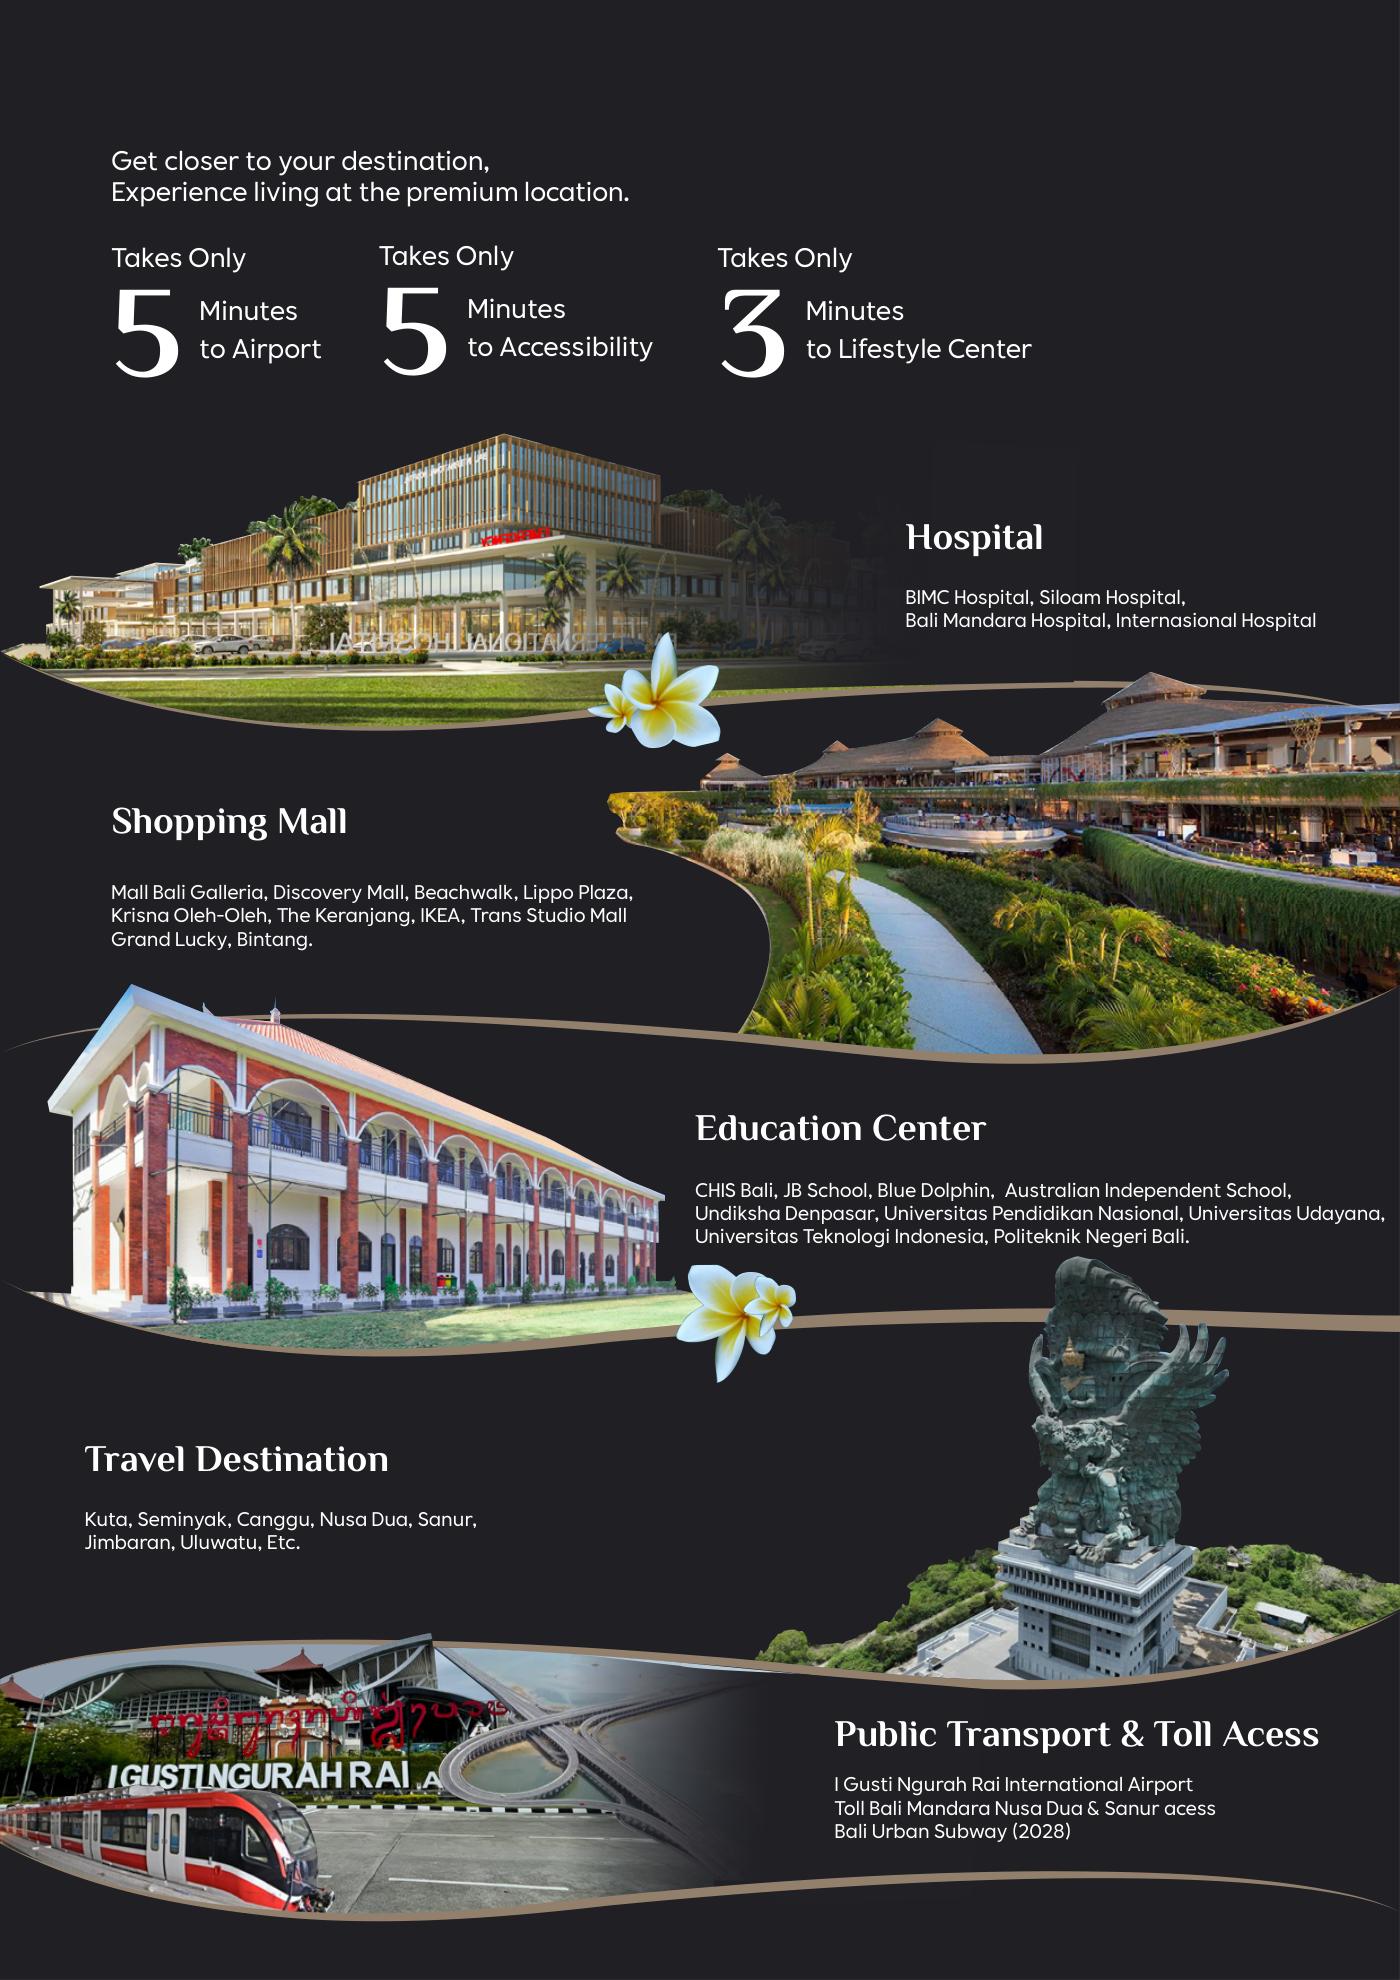 Get closer to your destination,
Experience living at the premium location.
Takes Only
5 Minutes
to Airport
Takes Only
5 Minutes
to Accessibility
Takes Only
3 Minutes
to Lifestyle Center
Hospital
BIMC Hospital, Siloam Hospital,
Bali Mandara Hospital, Internasional Hospital
Shopping Mall
Mall Bali Galleria, Discovery Mall, Beachwalk, Lippo Plaza,
Krisna Oleh-Oleh, The Keranjang, IKEA, Trans Studio Mall
Grand Lucky, Bintang.
Education Center
CHIS Bali, JB School, Blue Dolphin, Australian Independent School,
Undiksha Denpasar, Universitas Pendidikan Nasional, Universitas Udayana,
Universitas Teknologi Indonesia, Politeknik Negeri Bali.
Travel Destination
Kuta, Seminyak, Canggu, Nusa Dua, Sanur,
Jimbaran, Uluwatu, Etc.
I GUSTI NGURAH RAI
Public Transport & Toll Acess
I Gusti Ngurah Rai International Airport
Toll Bali Mandara Nusa Dua & Sanur acess
Bali Urban Subway (2028)